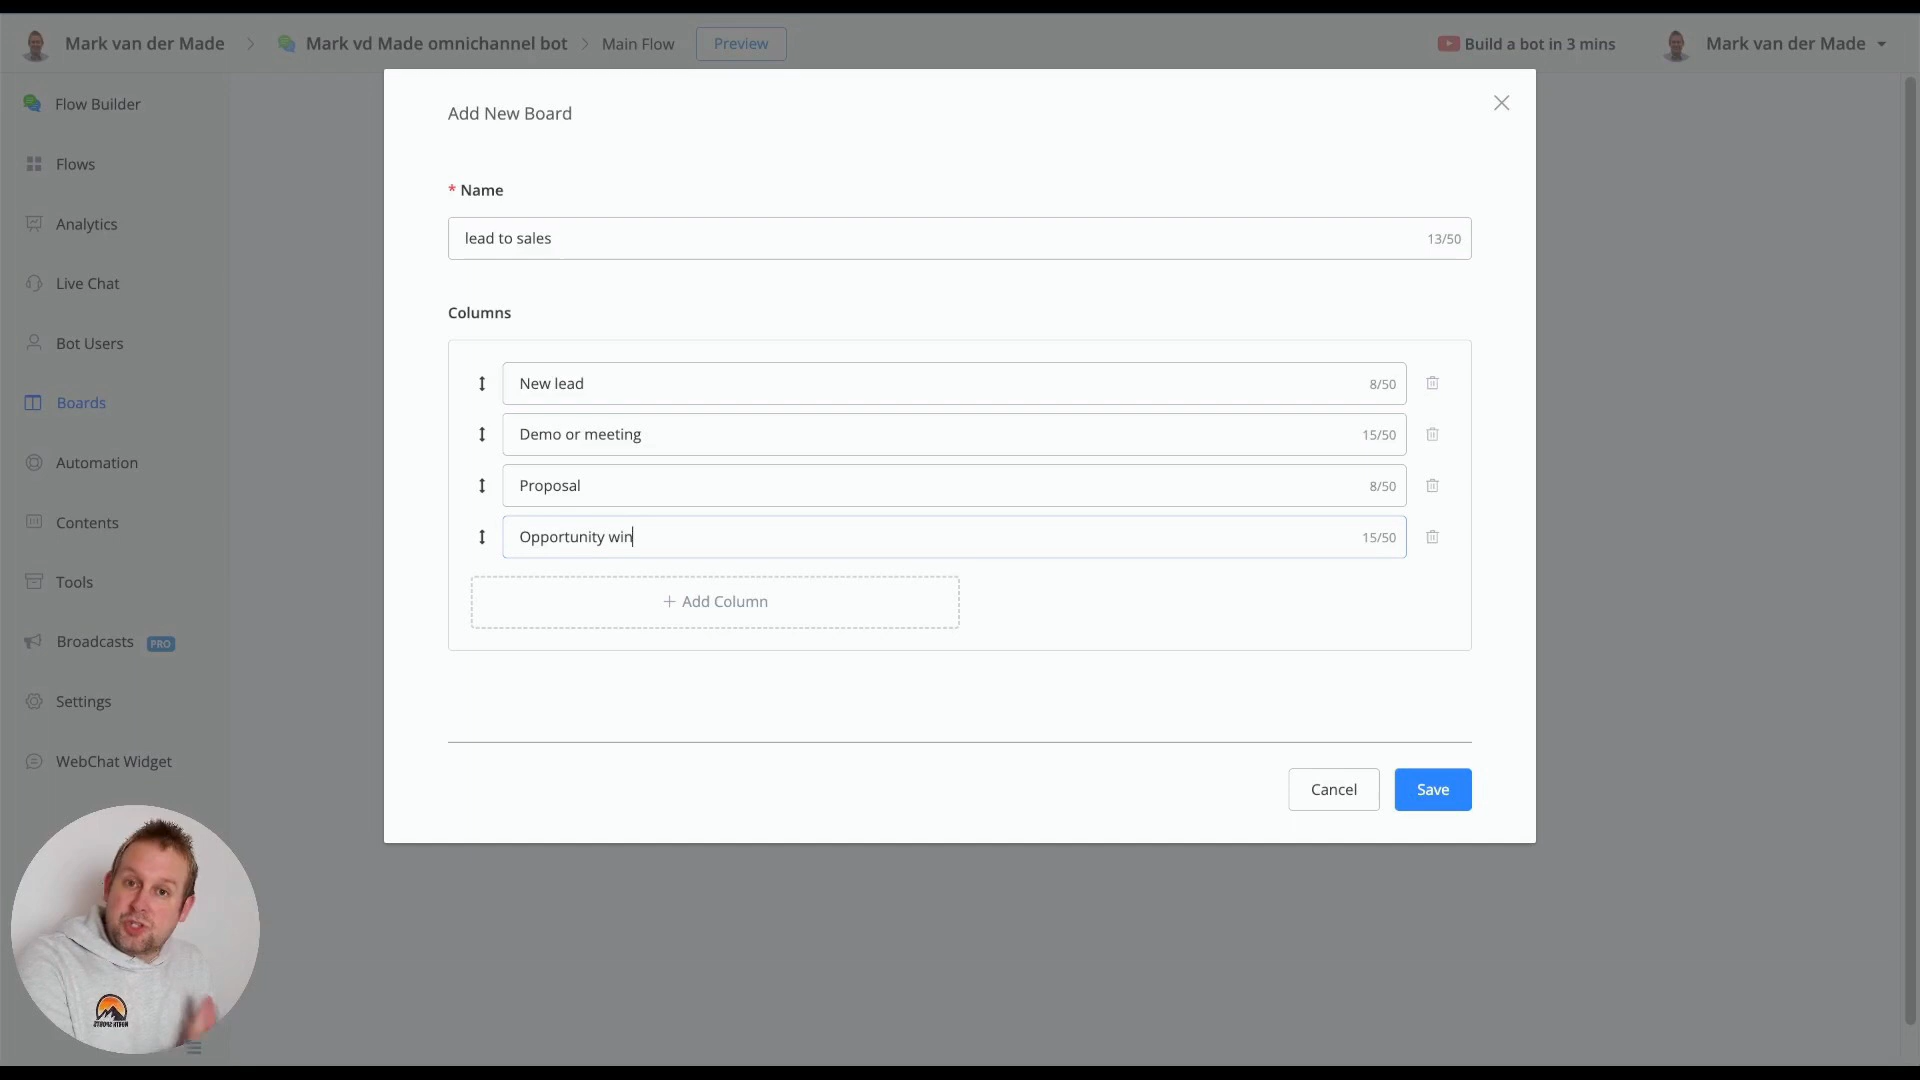 Mark van der Made > Mark vd Made omnichannel bot > Main Flow Preview Build a bot in 3 mins Mark van der Made
Flow Builder
Flows
Analytics
Live Chat
Bot Users
Boards
Automation
Contents
Tools
Broadcasts PRO
Settings
WebChat Widget
Add New Board
* Name
lead to sales 13/50
Columns
New lead 8/50
Demo or meeting 15/50
Proposal 8/50
Opportunity win 15/50
+ Add Column
Cancel Save